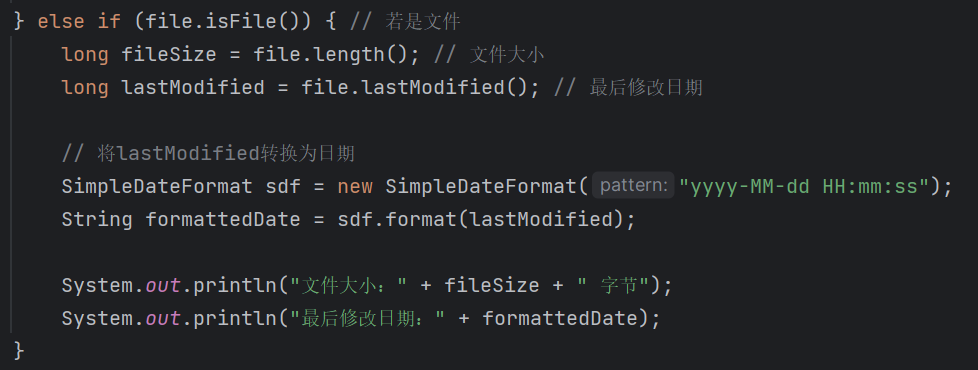 } else if (file.isFile()) { // 若是文件
long fileSize = file.length(); // 文件大小
long lastModified = file.lastModified(); // 最后修改日期
// 将lastModified转换为日期
SimpleDateFormat sdf = new SimpleDateFormat( pattern: "yyyy-MM-dd HH:mm:ss");
String formattedDate = sdf.format(lastModified);
System.out.println("文件大小：" + fileSize + " 字节");
System.out.println("最后修改日期：" + formattedDate);
}